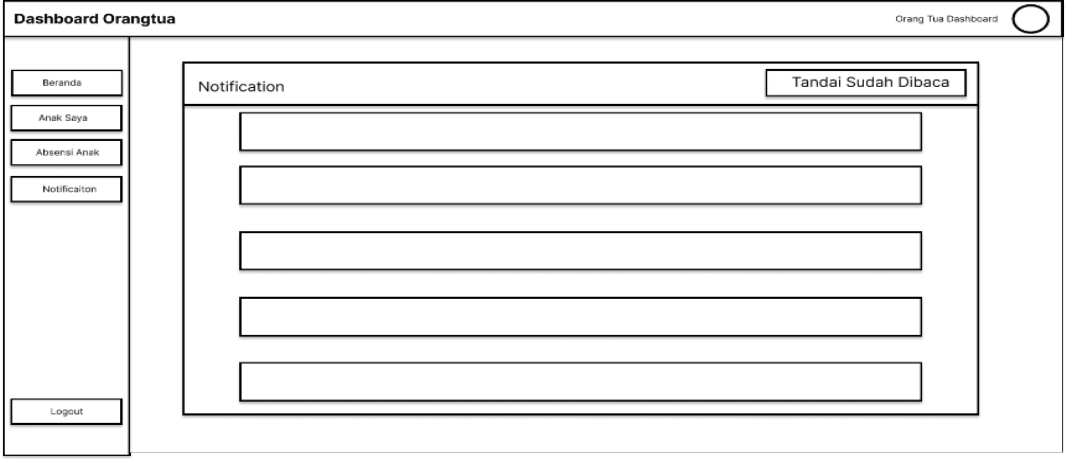 Dashboard Orangtua
Orang Tua Dashboard
Beranda
Anak Saya
Absensi Anak
Notificaiton
Logout
Notification
Tandai Sudah Dibaca